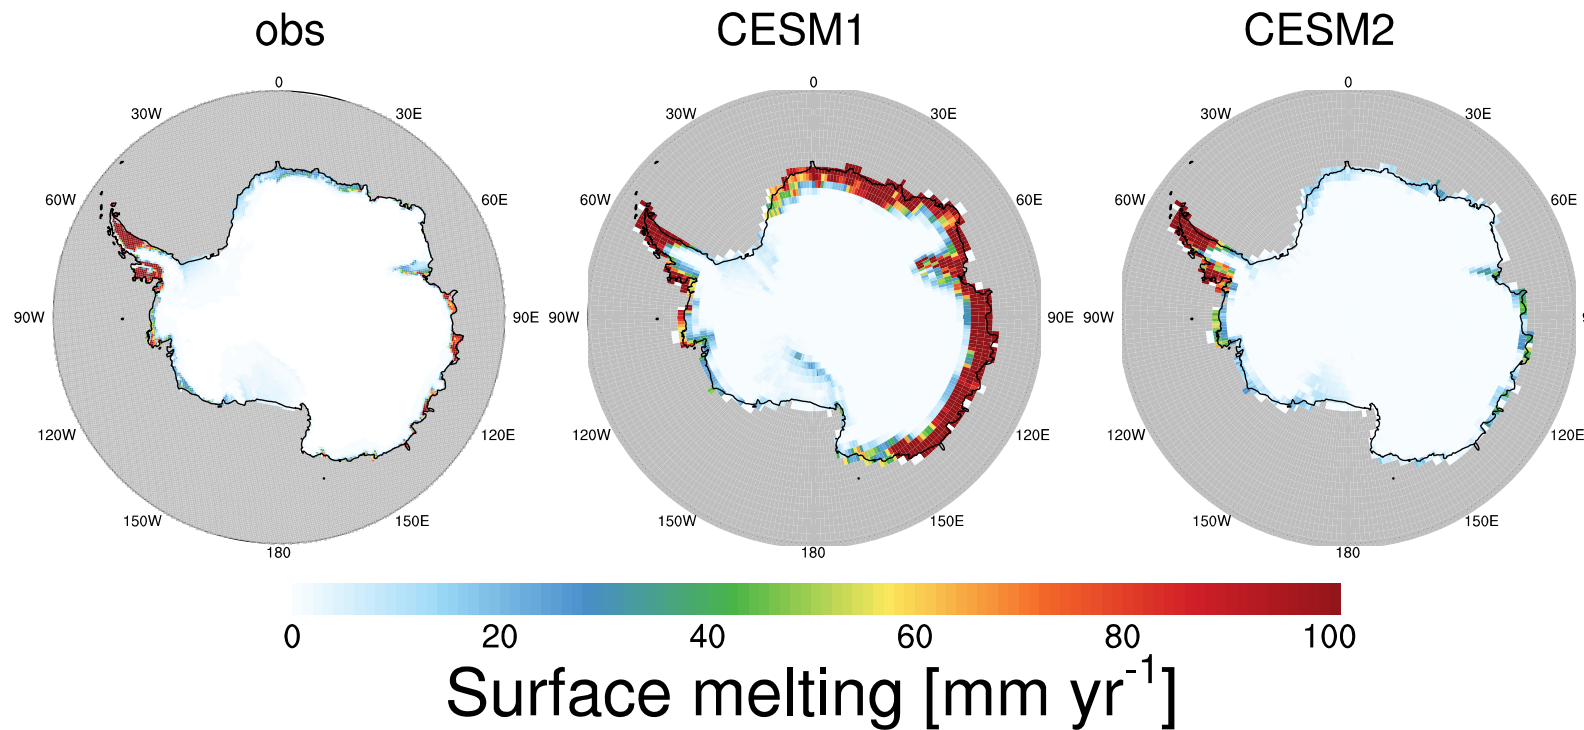 obs CESM1 CESM2
0 0 0
30W 30E 30W 30E 30W 30E
60W 60E 60W 60E 60W 60E
90W 90E 90W 90E 90W
120W 120E 120W 120E 120W 120E
150W 150E 150W 150E 150W 150E
180 180 180
0 20 40 60 80 100
Surface melting [mm yr⁻¹]